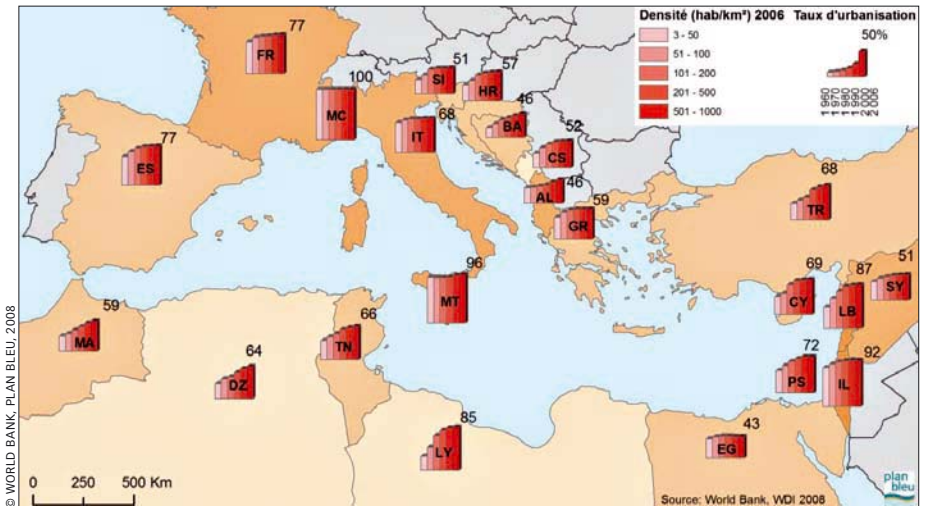 Densité (hab/km²) 2006
3 - 50
51 - 100
101 - 200
201 - 500
501 - 1000
Taux d'urbanisation
50%
1960
1970
1980
1990
2000
2006
77
FR
100
MC
51
SI
57
HR
46
BA
68
IT
52
CS
46
AL
59
GR
77
ES
68
TR
96
MT
69
CY
87
LB
51
SY
59
MA
64
DZ
66
TN
85
LY
72
PS
92
IL
43
EG
0 250 500 Km
Source: World Bank, WDI 2008
plan
bleu
© WORLD BANK, PLAN BLEU, 2008